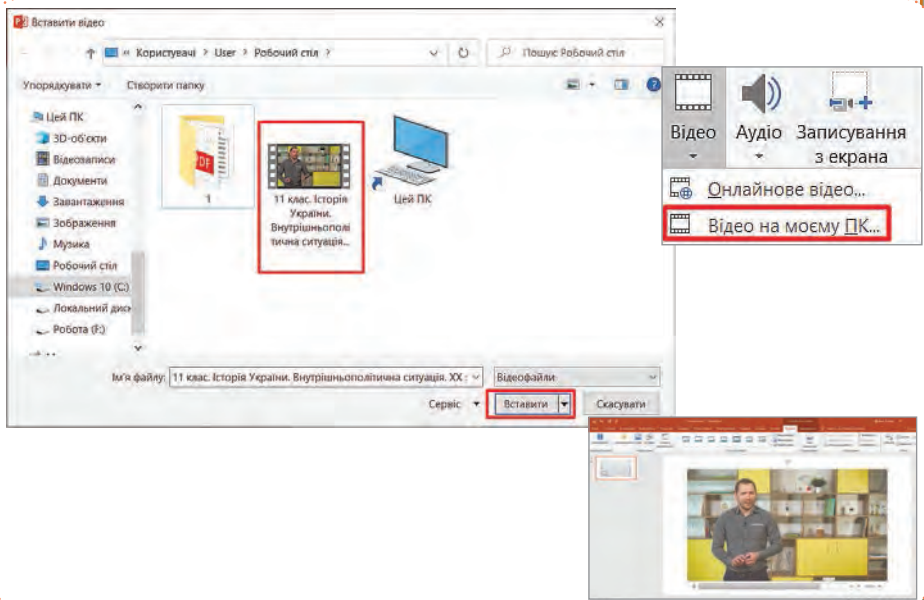 Вставити відео
Користувачі > User > Робочий стіл >
Пошук: Робочий стіл
Упорядкувати
Створити папку
Цей ПК
3D-об'єкти
Відеозаписи
Документи
Завантаження
Зображення
Музика
Робочий стіл
Windows 10 (C:)
Локальний диск
Робота (F:)
PDF
1
11 клас. Історія
України.
Внутрішньополі
тична ситуація...
Цей ПК
Ім'я файлу:
11 клас. Історія України. Внутрішньополітична ситуація. ХХ
Відеофайли
Сервіс
Вставити
Скасувати
Відео
Аудіо
Записування
з екрана
Онлайнове відео...
Відео на моєму ПК...